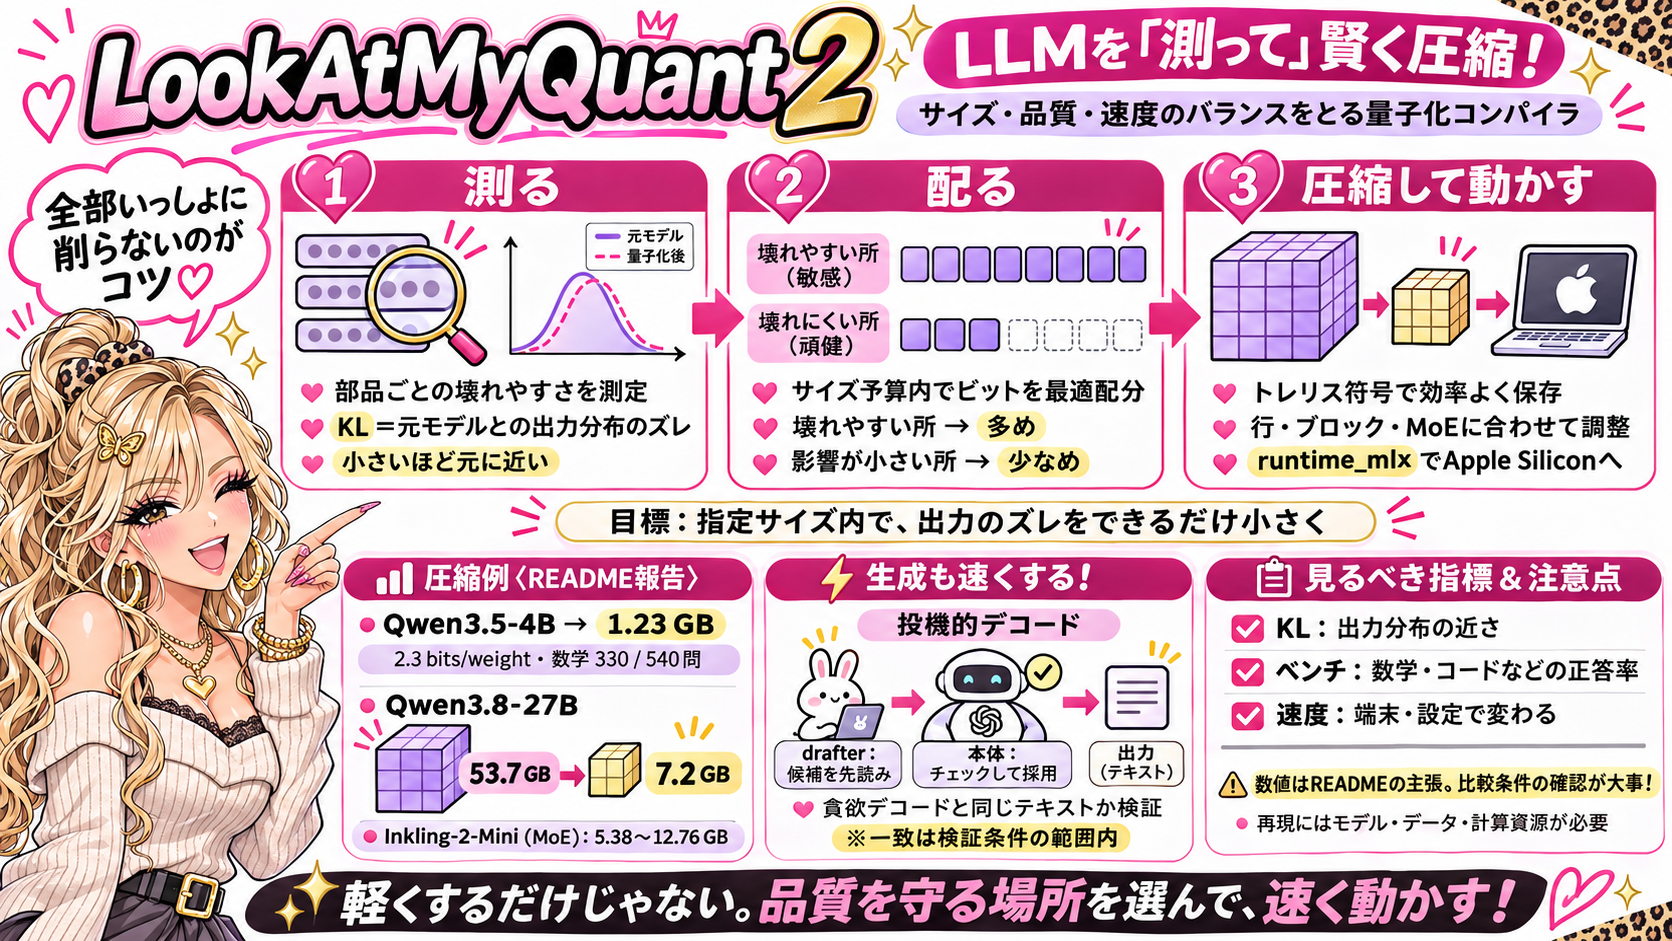 LookAtMyQuant2
LLMを「測って」賢く圧縮！
サイズ・品質・速度のバランスをとる量子化コンパイラ
全部いっしょに
削らないのが
コツ♡
1 測る
元モデル
量子化後
部品ごとの壊れやすさを測定
KL＝元モデルとの出力分布のズレ
小さいほど元に近い
2 配る
壊れやすい所
（敏感）
壊れにくい所
（頑健）
サイズ予算内でビットを最適配分
壊れやすい所 → 多め
影響が小さい所 → 少なめ
3 圧縮して動かす
トレリス符号で効率よく保存
行・ブロック・MoEに合わせて調整
runtime_mlxでApple Siliconへ
目標：指定サイズ内で、出力のズレをできるだけ小さく
圧縮例〈README報告〉
Qwen3.5-4B → 1.23 GB
2.3 bits/weight・数学 330 / 540問
Qwen3.8-27B
53.7 GB
7.2 GB
Inkling-2-Mini (MoE)：5.38〜12.76 GB
生成も速くする！
投機的デコード
drafter：
候補を先読み
本体：
チェックして採用
出力
（テキスト）
貪欲デコードと同じテキストか検証
※一致は検証条件の範囲内
見るべき指標＆注意点
KL：出力分布の近さ
ベンチ：数学・コードなどの正答率
速度：端末・設定で変わる
数値はREADMEの主張。比較条件の確認が大事！
再現にはモデル・データ・計算資源が必要
軽くするだけじゃない。品質を守る場所を選んで、速く動かす！